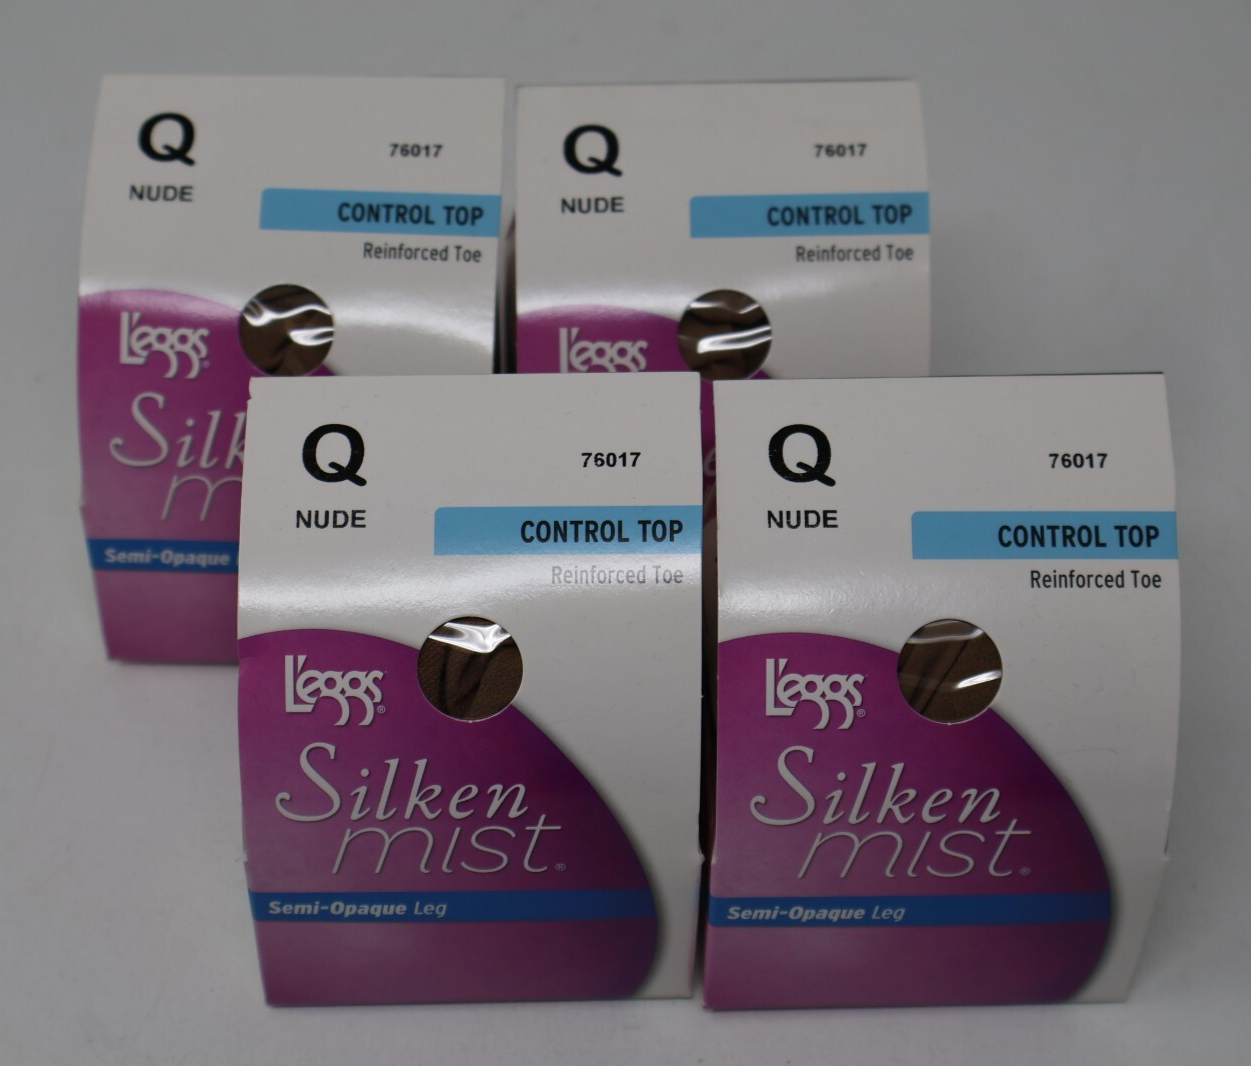 Q
NUDE
76017
CONTROL TOP
Reinforced Toe
L'eggs®
Silk
m
Semi-Opaque
Q
NUDE
76017
CONTROL TOP
Reinforced Toe
L'eggs
Q
NUDE
76017
CONTROL TOP
Reinforced Toe
L'eggs®
Silken
mist®
Semi-Opaque Leg
Q
NUDE
76017
CONTROL TOP
Reinforced Toe
L'eggs®
Silken
mist®
Semi-Opaque Leg